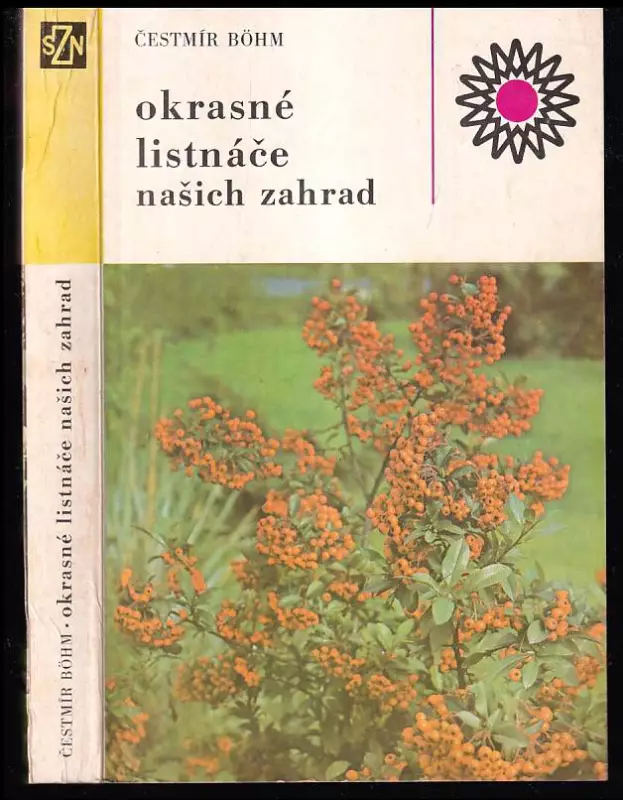 SZN
ČESTMÍR BÖHM
okrasné
listnáče
našich zahrad
ČESTMÍR BÖHM · okrasné listnáče našich zahrad